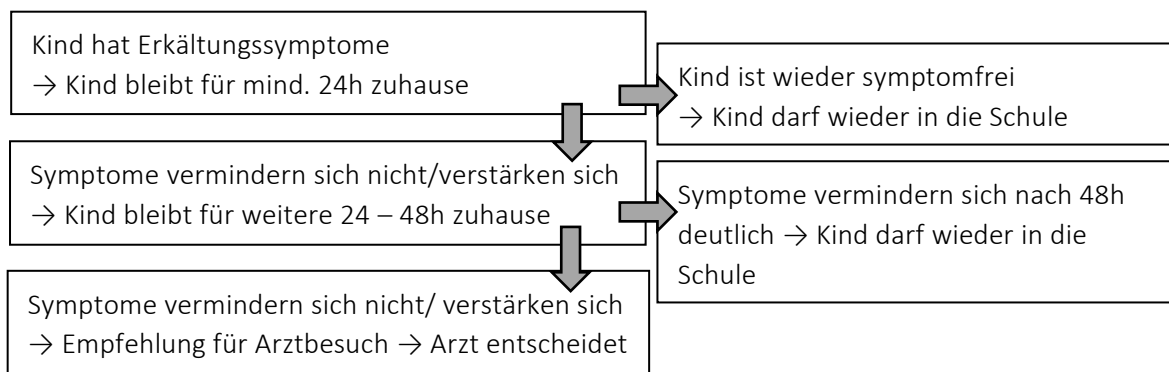 Kind hat Erkältungssymptome
→ Kind bleibt für mind. 24h zuhause
Kind ist wieder symptomfrei
→ Kind darf wieder in die Schule
Symptome vermindern sich nicht/verstärken sich
→ Kind bleibt für weitere 24 – 48h zuhause
Symptome vermindern sich nach 48h
deutlich → Kind darf wieder in die
Schule
Symptome vermindern sich nicht/ verstärken sich
→ Empfehlung für Arztbesuch → Arzt entscheidet